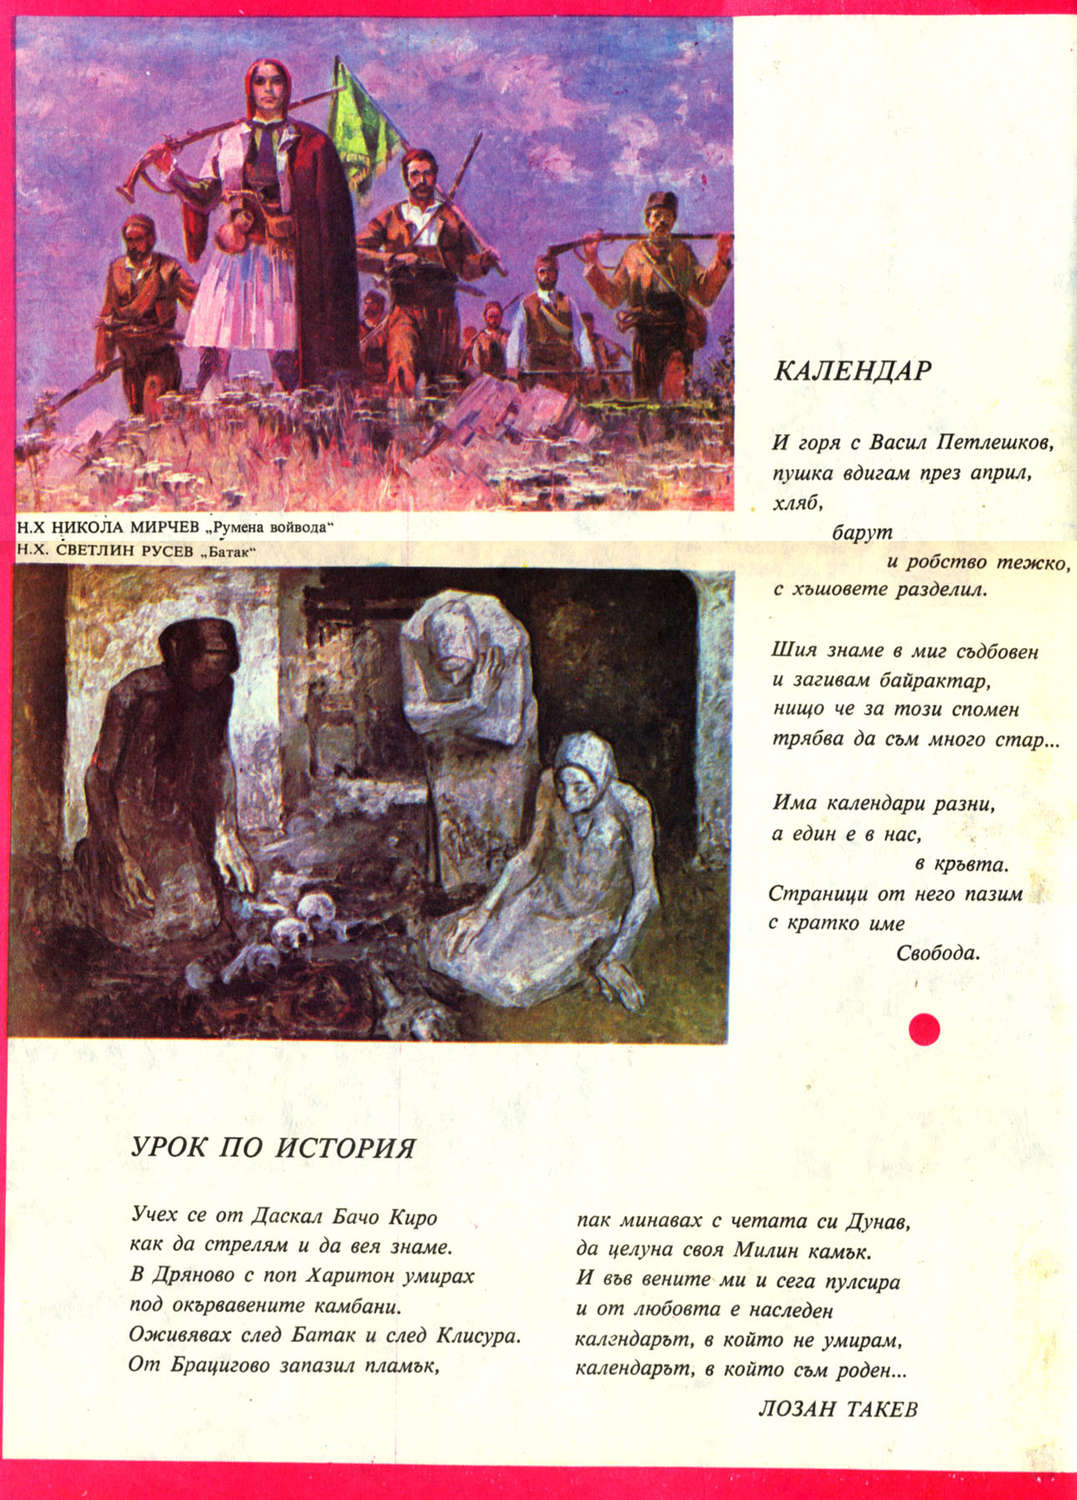 Н.Х НИКОЛА МИРЧЕВ „Румена войвода“
Н.Х. СВЕТЛИН РУСЕВ „Батак“
КАЛЕНДАР
И горя с Васил Петлешков,
пушка вдигам през април,
хляб,
барут
и робство тежко,
с хъшовете разделил.
Шия знаме в миг съдбовен
и загивам байрактар,
нищо че за този спомен
трябва да съм много стар...
Има календари разни,
а един е в нас,
в кръвта.
Страници от него пазим
с кратко име
Свобода.
УРОК ПО ИСТОРИЯ
Учех се от Даскал Бачо Киро
как да стрелям и да вея знаме.
В Дряново с поп Харитон умирах
под окървавените камбани.
Оживявах след Батак и след Клисура.
От Брацигово запазил пламък,
пак минавах с четата си Дунав,
да целуна своя Милин камък.
И във вените ми и сега пулсира
и от любовта е наследен
календарът, в който не умирам,
календарът, в който съм роден...
ЛОЗАН ТАКЕВ